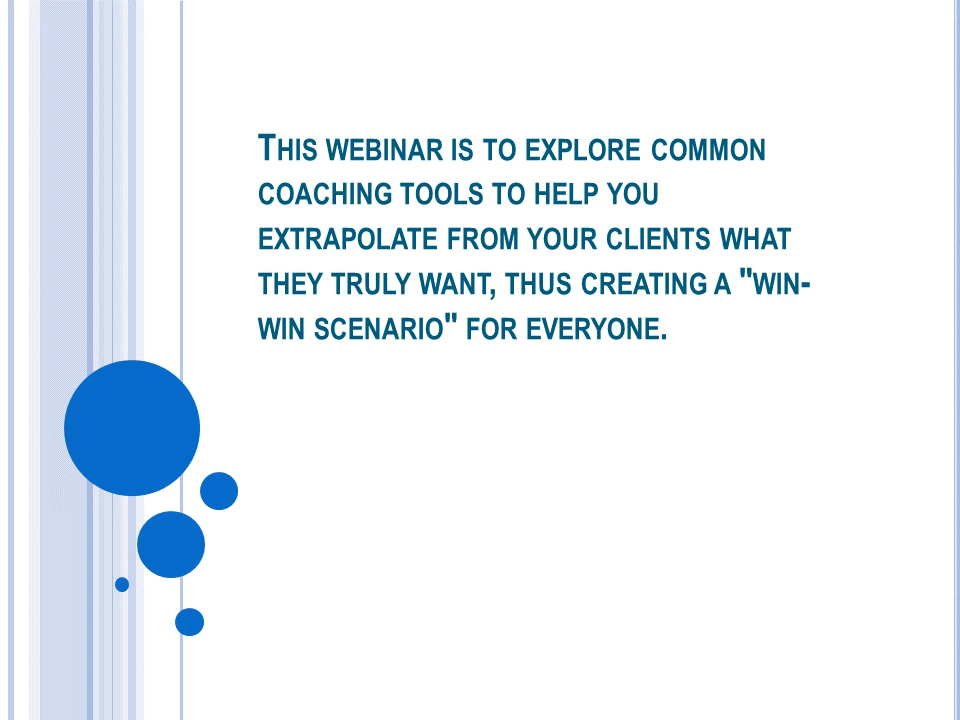 This webinar is to explore common
coaching tools to help you
extrapolate from your clients what
they truly want, thus creating a "win-
win scenario" for everyone.